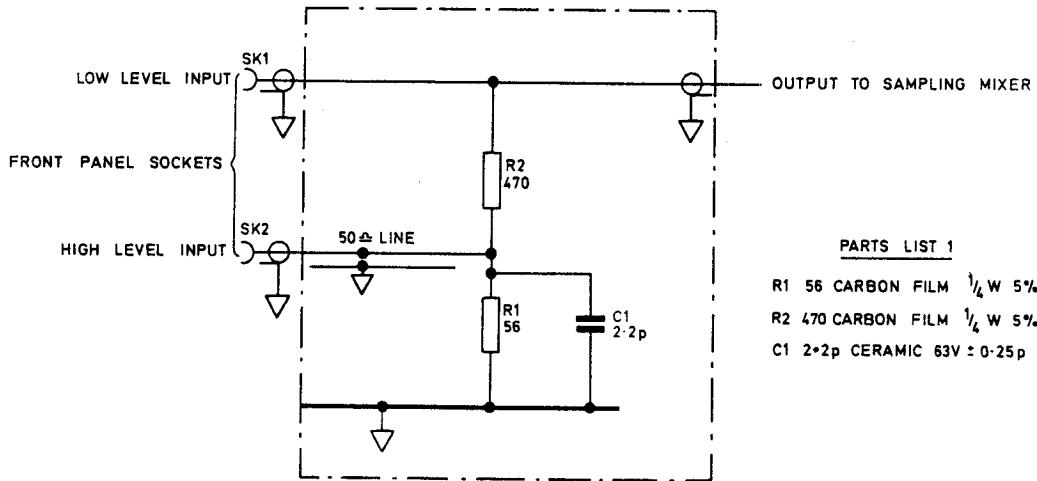 SK1
LOW LEVEL INPUT
OUTPUT TO SAMPLING MIXER
FRONT PANEL SOCKETS
R2
470
SK2
HIGH LEVEL INPUT
50Ω LINE
R1
56
C1
2·2p
PARTS LIST 1
R1 56 CARBON FILM 1/4 W 5%
R2 470 CARBON FILM 1/4 W 5%
C1 2·2p CERAMIC 63V ± 0·25p